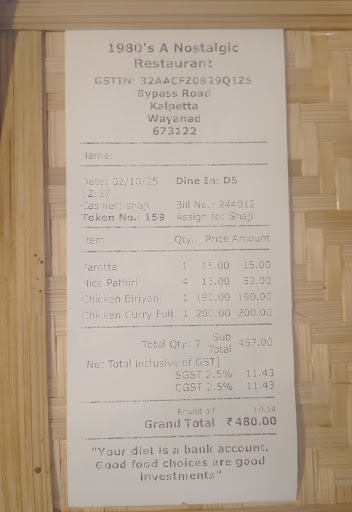 1980's A Nostalgic
Restaurant
GSTIN: 32AACFZ0829Q1ZS
Bypass Road
Kalpetta
Wayanad
673122
Name:
Date: 02/10/25 Dine In: D5
12:37
Cashier: shaji Bill No.: 244012
Token No.: 159 Assign to: Shaji
Item Qty. Price Amount
Parotta 1 15.00 15.00
Nice Pathiri 4 13.00 52.00
Chicken Biriyani 1 190.00 190.00
Chicken Curry Full 1 200.00 200.00
Total Qty: 7 Sub Total 457.00
[Net Total inclusive of GST]
SGST 2.5% 11.43
CGST 2.5% 11.43
Round off +0.14
Grand Total ₹480.00
"Your diet is a bank account.
Good food choices are good
investments"